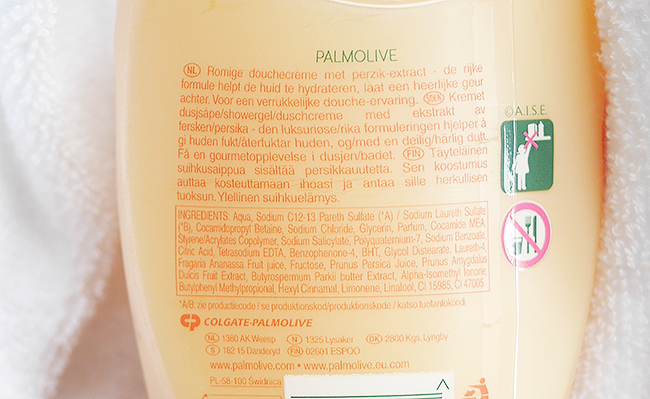 PALMOLIVE
NL Romige douchecrème met perzik-extract - de rijke
formule helpt de huid te hydrateren, laat een heerlijke geur
achter. Voor een verrukkelijke douche-ervaring. Kremet
dusjsåpe/showergel/duschcreme med ekstrakt av
fersken/persika - den luksuriøse/rika formuleringen hjelper å
gi huden fukt/återfuktar huden, og/med en deilig/härlig duft.
Få en gourmetopplevelse i dusjen/badet. FIN Täyteläinen
suihkusaippua sisältää persikkauutetta. Sen koostumus
auttaa kosteuttamaan ihoasi ja antaa sille herkullisen
tuoksun. Ylellinen suihkuelämys.
©A.I.S.E.
INGREDIENTS: Aqua, Sodium C12-13 Pareth Sulfate (*A) / Sodium Laureth Sulfate
(*B), Cocamidopropyl Betaine, Sodium Chloride, Glycerin, Parfum, Cocamide MEA,
Styrene/Acrylates Copolymer, Sodium Salicylate, Polyquaternium-7, Sodium Benzoate,
Citric Acid, Tetrasodium EDTA, Benzophenone-4, BHT, Glycol Distearate, Laureth-4,
Fragaria Ananassa Fruit juice, Fructose, Prunus Persica Juice, Prunus Amygdalus
Dulcis Fruit Extract, Butyrospermum Parkii butter Extract, Alpha-Isomethyl Ionone,
Butylphenyl Methylpropional, Hexyl Cinnamal, Limonene, Linalool, CI 15985, CI 47005.
*A/B: zie productiecode / se produktionskod/produktionskode / katso tuotantokoodi
COLGATE-PALMOLIVE
NL 1380 AK Weesp N 1325 Lysaker DK 2800 Kgs. Lyngby
S 182 15 Danderyd FIN 02601 ESPOO
www.palmolive.com • www.palmolive.eu.com
PL-58-100 Świdnica